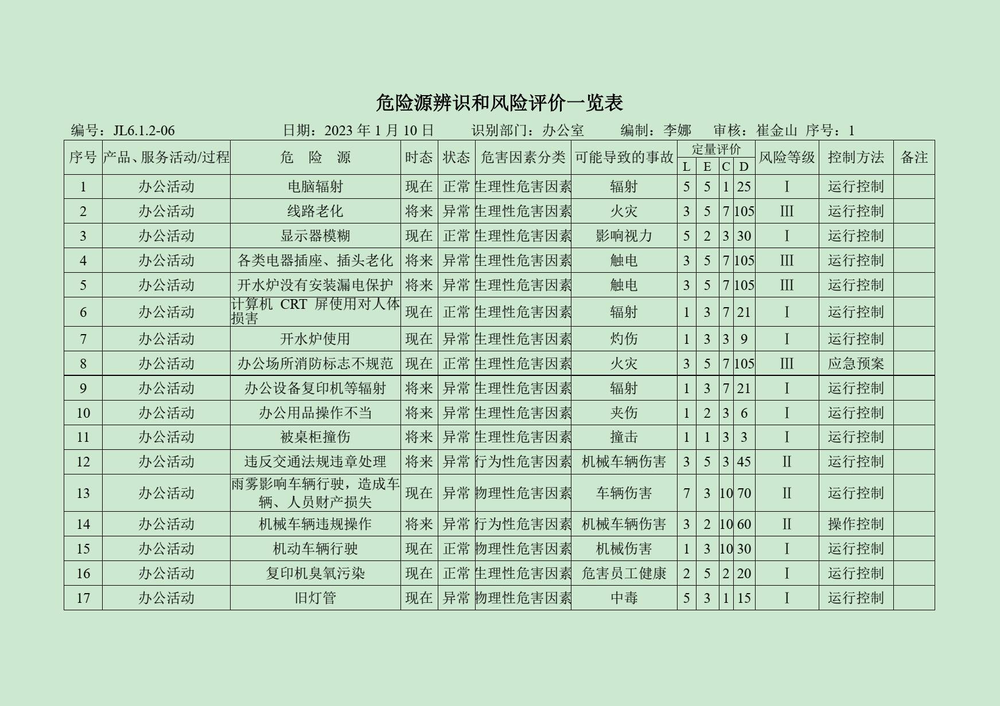 危险源辨识和风险评价一览表
编号：JL6.1.2-06 日期：2023 年 1 月 10 日 识别部门：办公室 编制：李娜 审核：崔金山 序号：1
序号 产品、服务活动/过程 危 险 源 时态 状态 危害因素分类 可能导致的事故 定量评价 风险等级 控制方法 备注
L E C D
1 办公活动 电脑辐射 现在 正常 生理性危害因素 辐射 5 5 1 25 Ⅰ 运行控制
2 办公活动 线路老化 将来 异常 生理性危害因素 火灾 3 5 7 105 Ⅲ 运行控制
3 办公活动 显示器模糊 现在 正常 生理性危害因素 影响视力 5 2 3 30 Ⅰ 运行控制
4 办公活动 各类电器插座、插头老化 将来 异常 生理性危害因素 触电 3 5 7 105 Ⅲ 运行控制
5 办公活动 开水炉没有安装漏电保护 将来 异常 生理性危害因素 触电 3 5 7 105 Ⅲ 运行控制
6 办公活动 计算机 CRT 屏使用对人体
损害 现在 正常 生理性危害因素 辐射 1 3 7 21 Ⅰ 运行控制
7 办公活动 开水炉使用 现在 异常 生理性危害因素 灼伤 1 3 3 9 Ⅰ 运行控制
8 办公活动 办公场所消防标志不规范 现在 正常 生理性危害因素 火灾 3 5 7 105 Ⅲ 应急预案
9 办公活动 办公设备复印机等辐射 将来 异常 生理性危害因素 辐射 1 3 7 21 Ⅰ 运行控制
10 办公活动 办公用品操作不当 将来 异常 生理性危害因素 夹伤 1 2 3 6 Ⅰ 运行控制
11 办公活动 被桌柜撞伤 将来 异常 生理性危害因素 撞击 1 1 3 3 Ⅰ 运行控制
12 办公活动 违反交通法规违章处理 将来 异常 行为性危害因素 机械车辆伤害 3 5 3 45 Ⅱ 运行控制
13 办公活动 雨雾影响车辆行驶，造成车
辆、人员财产损失 现在 异常 物理性危害因素 车辆伤害 7 3 10 70 Ⅱ 运行控制
14 办公活动 机械车辆违规操作 将来 异常 行为性危害因素 机械车辆伤害 3 2 10 60 Ⅱ 操作控制
15 办公活动 机动车辆行驶 现在 正常 物理性危害因素 机械伤害 1 3 10 30 Ⅰ 运行控制
16 办公活动 复印机臭氧污染 现在 正常 生理性危害因素 危害员工健康 2 5 2 20 Ⅰ 运行控制
17 办公活动 旧灯管 现在 异常 物理性危害因素 中毒 5 3 1 15 Ⅰ 运行控制